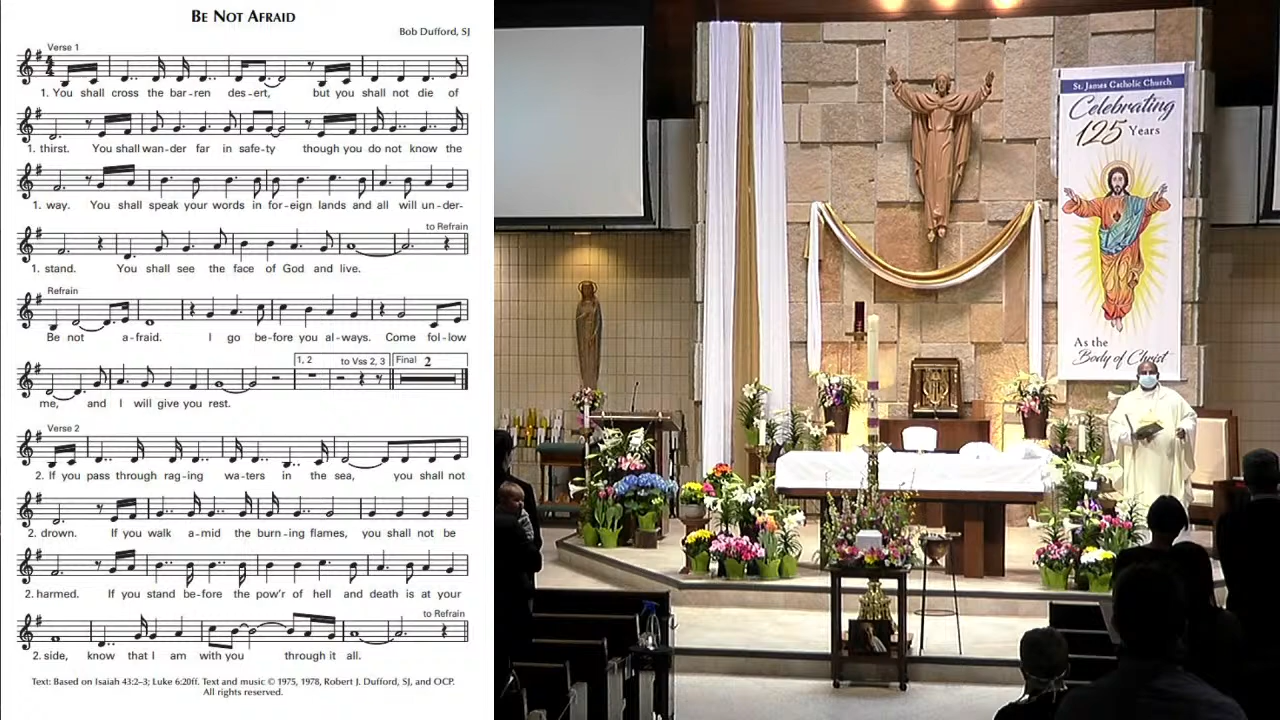 BE NOT AFRAID
Bob Dufford, SJ
Verse 1
1. You shall cross the bar-ren des-ert, but you shall not die of
1. thirst. You shall wan-der far in safe-ty though you do not know the
1. way. You shall speak your words in for-eign lands and all will un-der-
to Refrain
1. stand. You shall see the face of God and live.
Refrain
Be not a-fraid. I go be-fore you al-ways. Come fol-low
1, 2 to Vss 2, 3 Final 2
me, and I will give you rest.
Verse 2
2. If you pass through rag-ing wa-ters in the sea, you shall not
2. drown. If you walk a-mid the burn-ing flames, you shall not be
2. harmed. If you stand be-fore the pow'r of hell and death is at your
to Refrain
2. side, know that I am with you through it all.
Text: Based on Isaiah 43:2–3; Luke 6:20ff. Text and music © 1975, 1978, Robert J. Dufford, SJ, and OCP.
All rights reserved.
St. James Catholic Church
Celebrating
125 Years
As the
Body of Christ